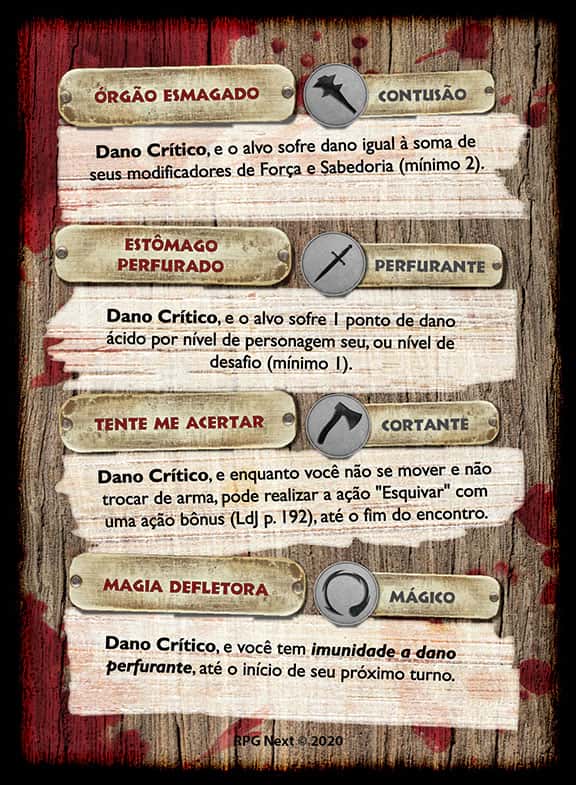 ÓRGÃO ESMAGADO
CONTUSÃO
Dano Crítico, e o alvo sofre dano igual à soma de
seus modificadores de Força e Sabedoria (mínimo 2).
ESTÔMAGO
PERFURADO
PERFURANTE
Dano Crítico, e o alvo sofre 1 ponto de dano
ácido por nível de personagem seu, ou nível de
desafio (mínimo 1).
TENTE ME ACERTAR
CORTANTE
Dano Crítico, e enquanto você não se mover e não
trocar de arma, pode realizar a ação "Esquivar" com
uma ação bônus (LdJ p. 192), até o fim do encontro.
MAGIA DEFLETORA
MÁGICO
Dano Crítico, e você tem imunidade a dano
perfurante, até o início de seu próximo turno.
RPG Next © 2020